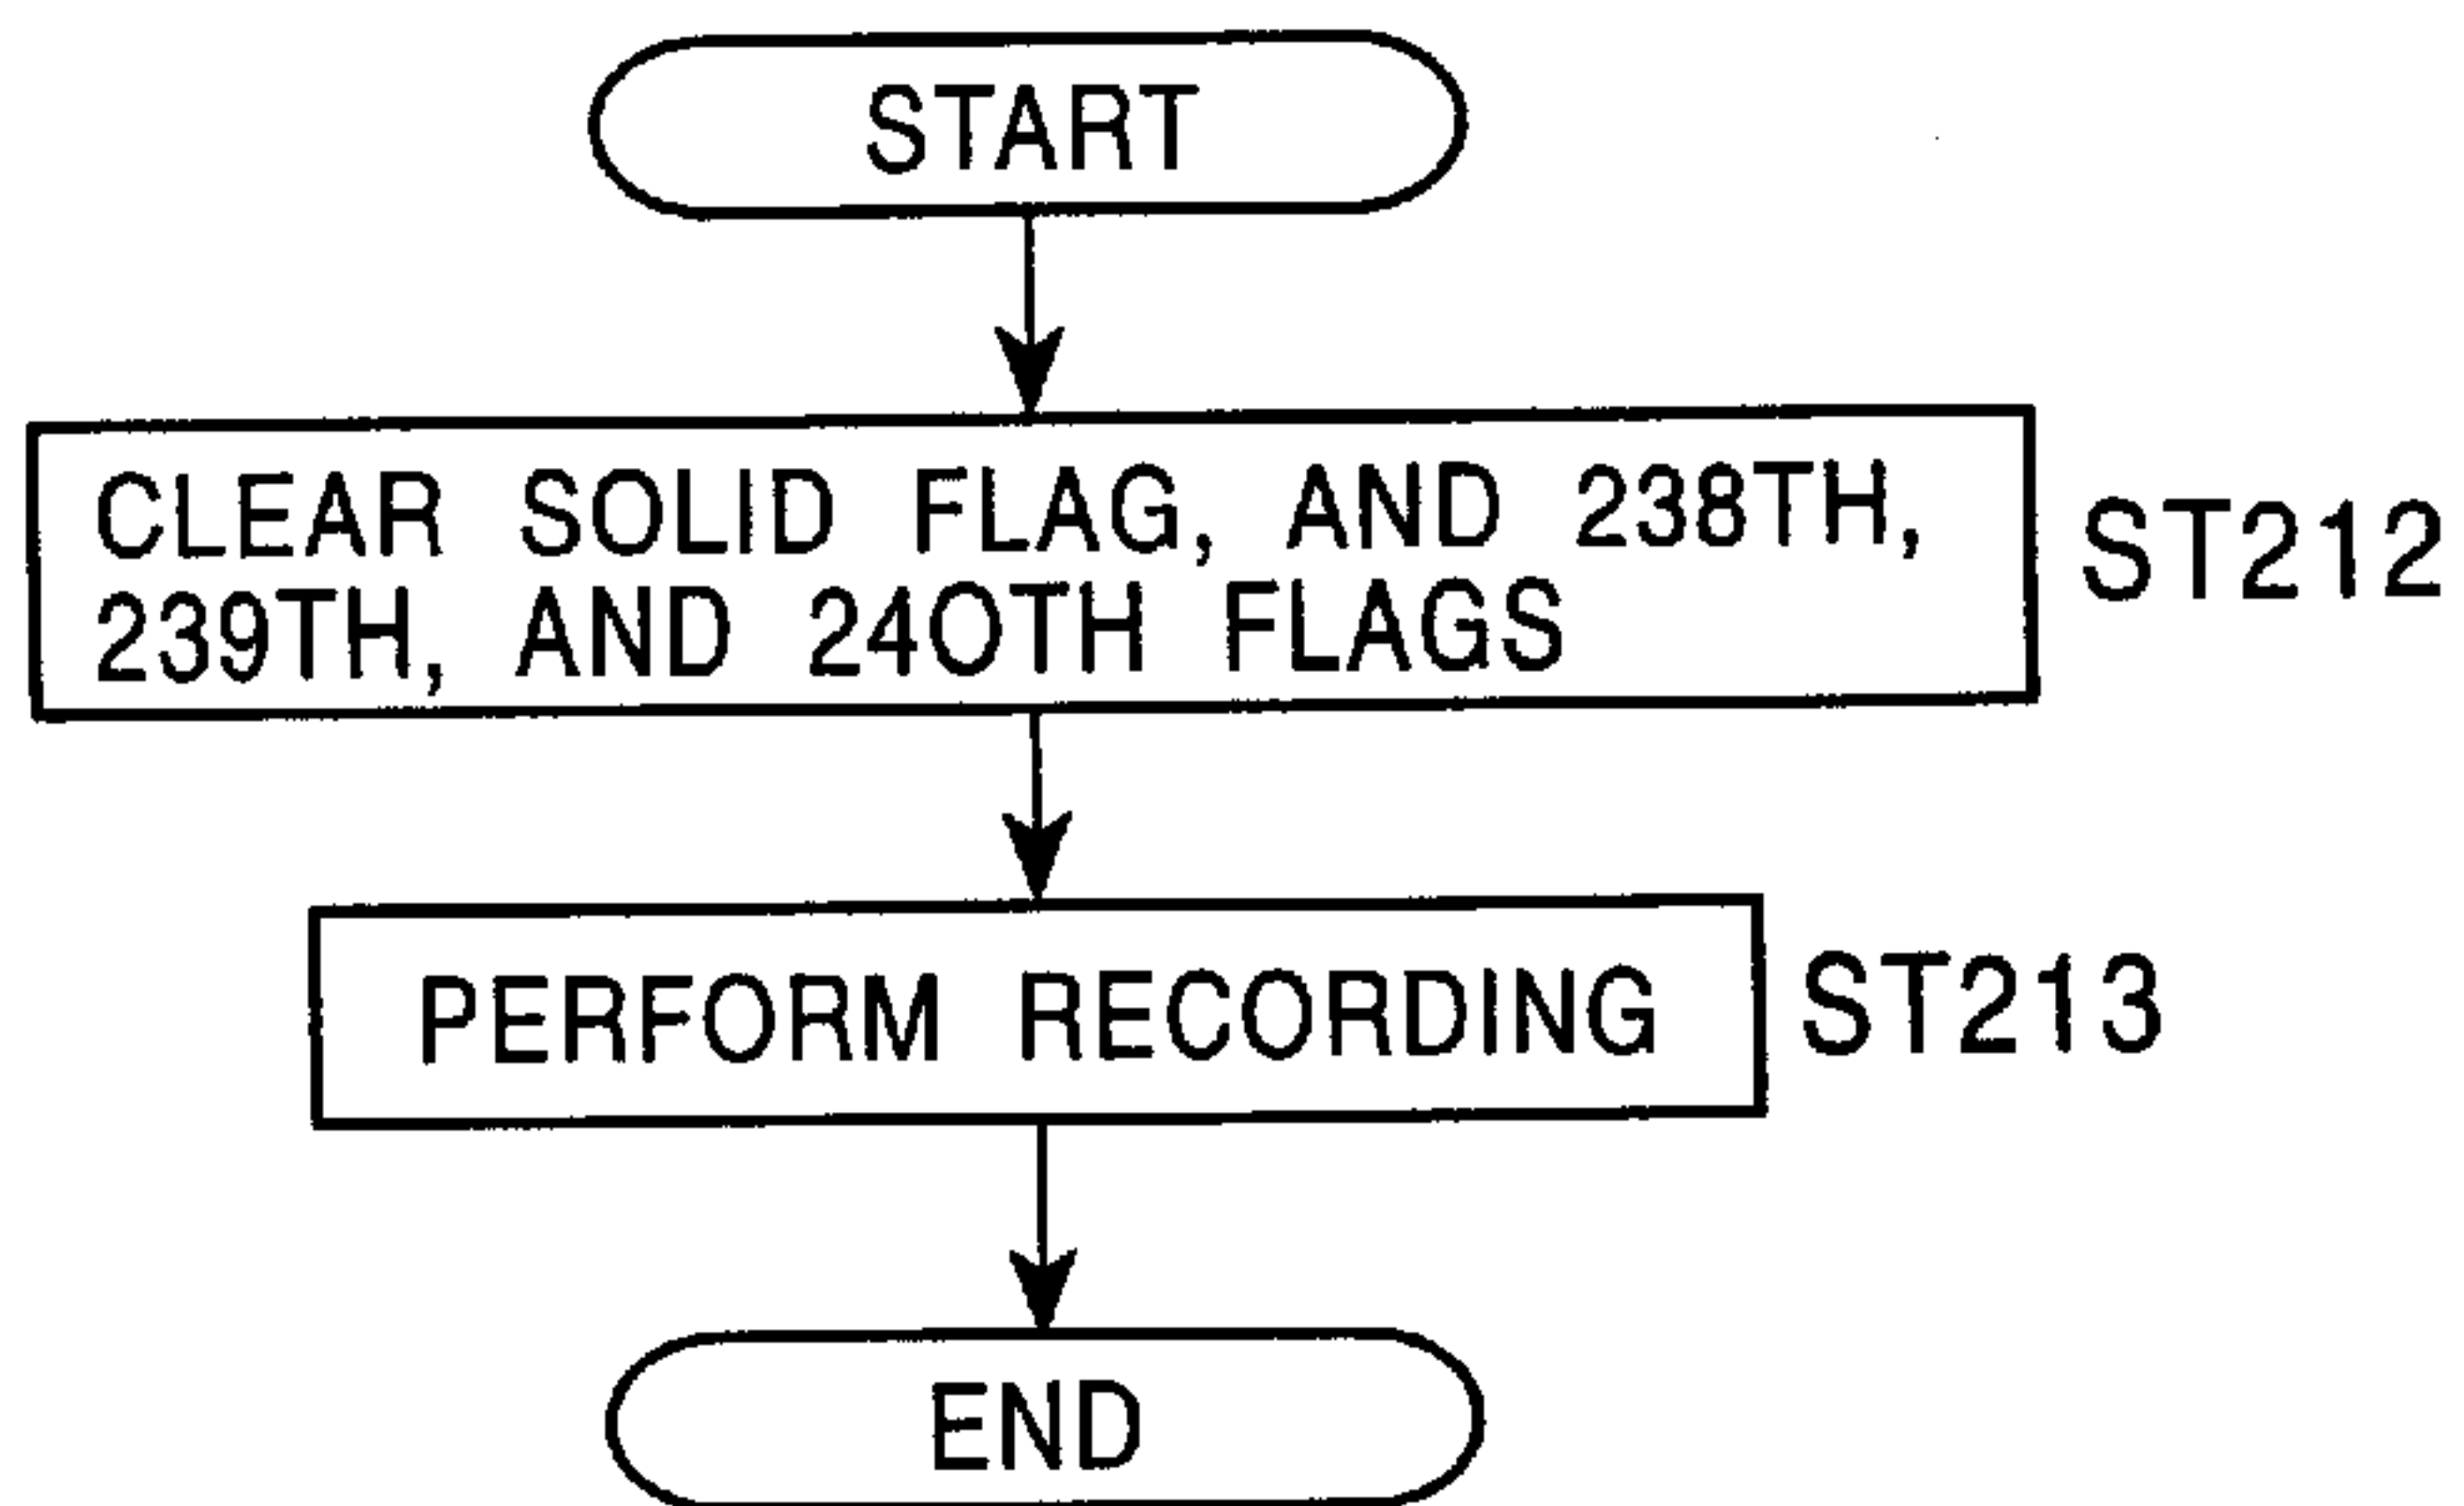 START
CLEAR SOLID FLAG, AND 238TH,
239TH, AND 240TH FLAGS
ST212
PERFORM RECORDING
ST213
END